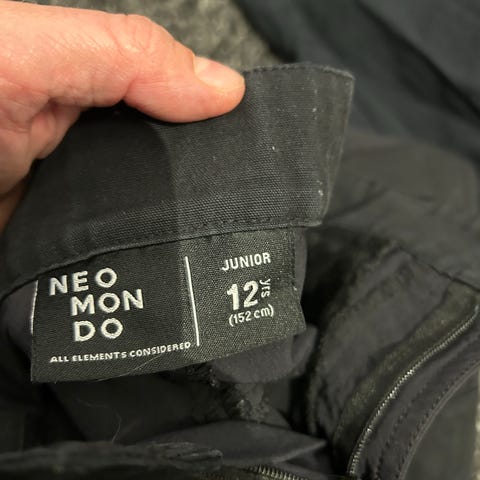 NEO
MON
DO
ALL ELEMENTS CONSIDERED
JUNIOR
12 yrs
(152 cm)